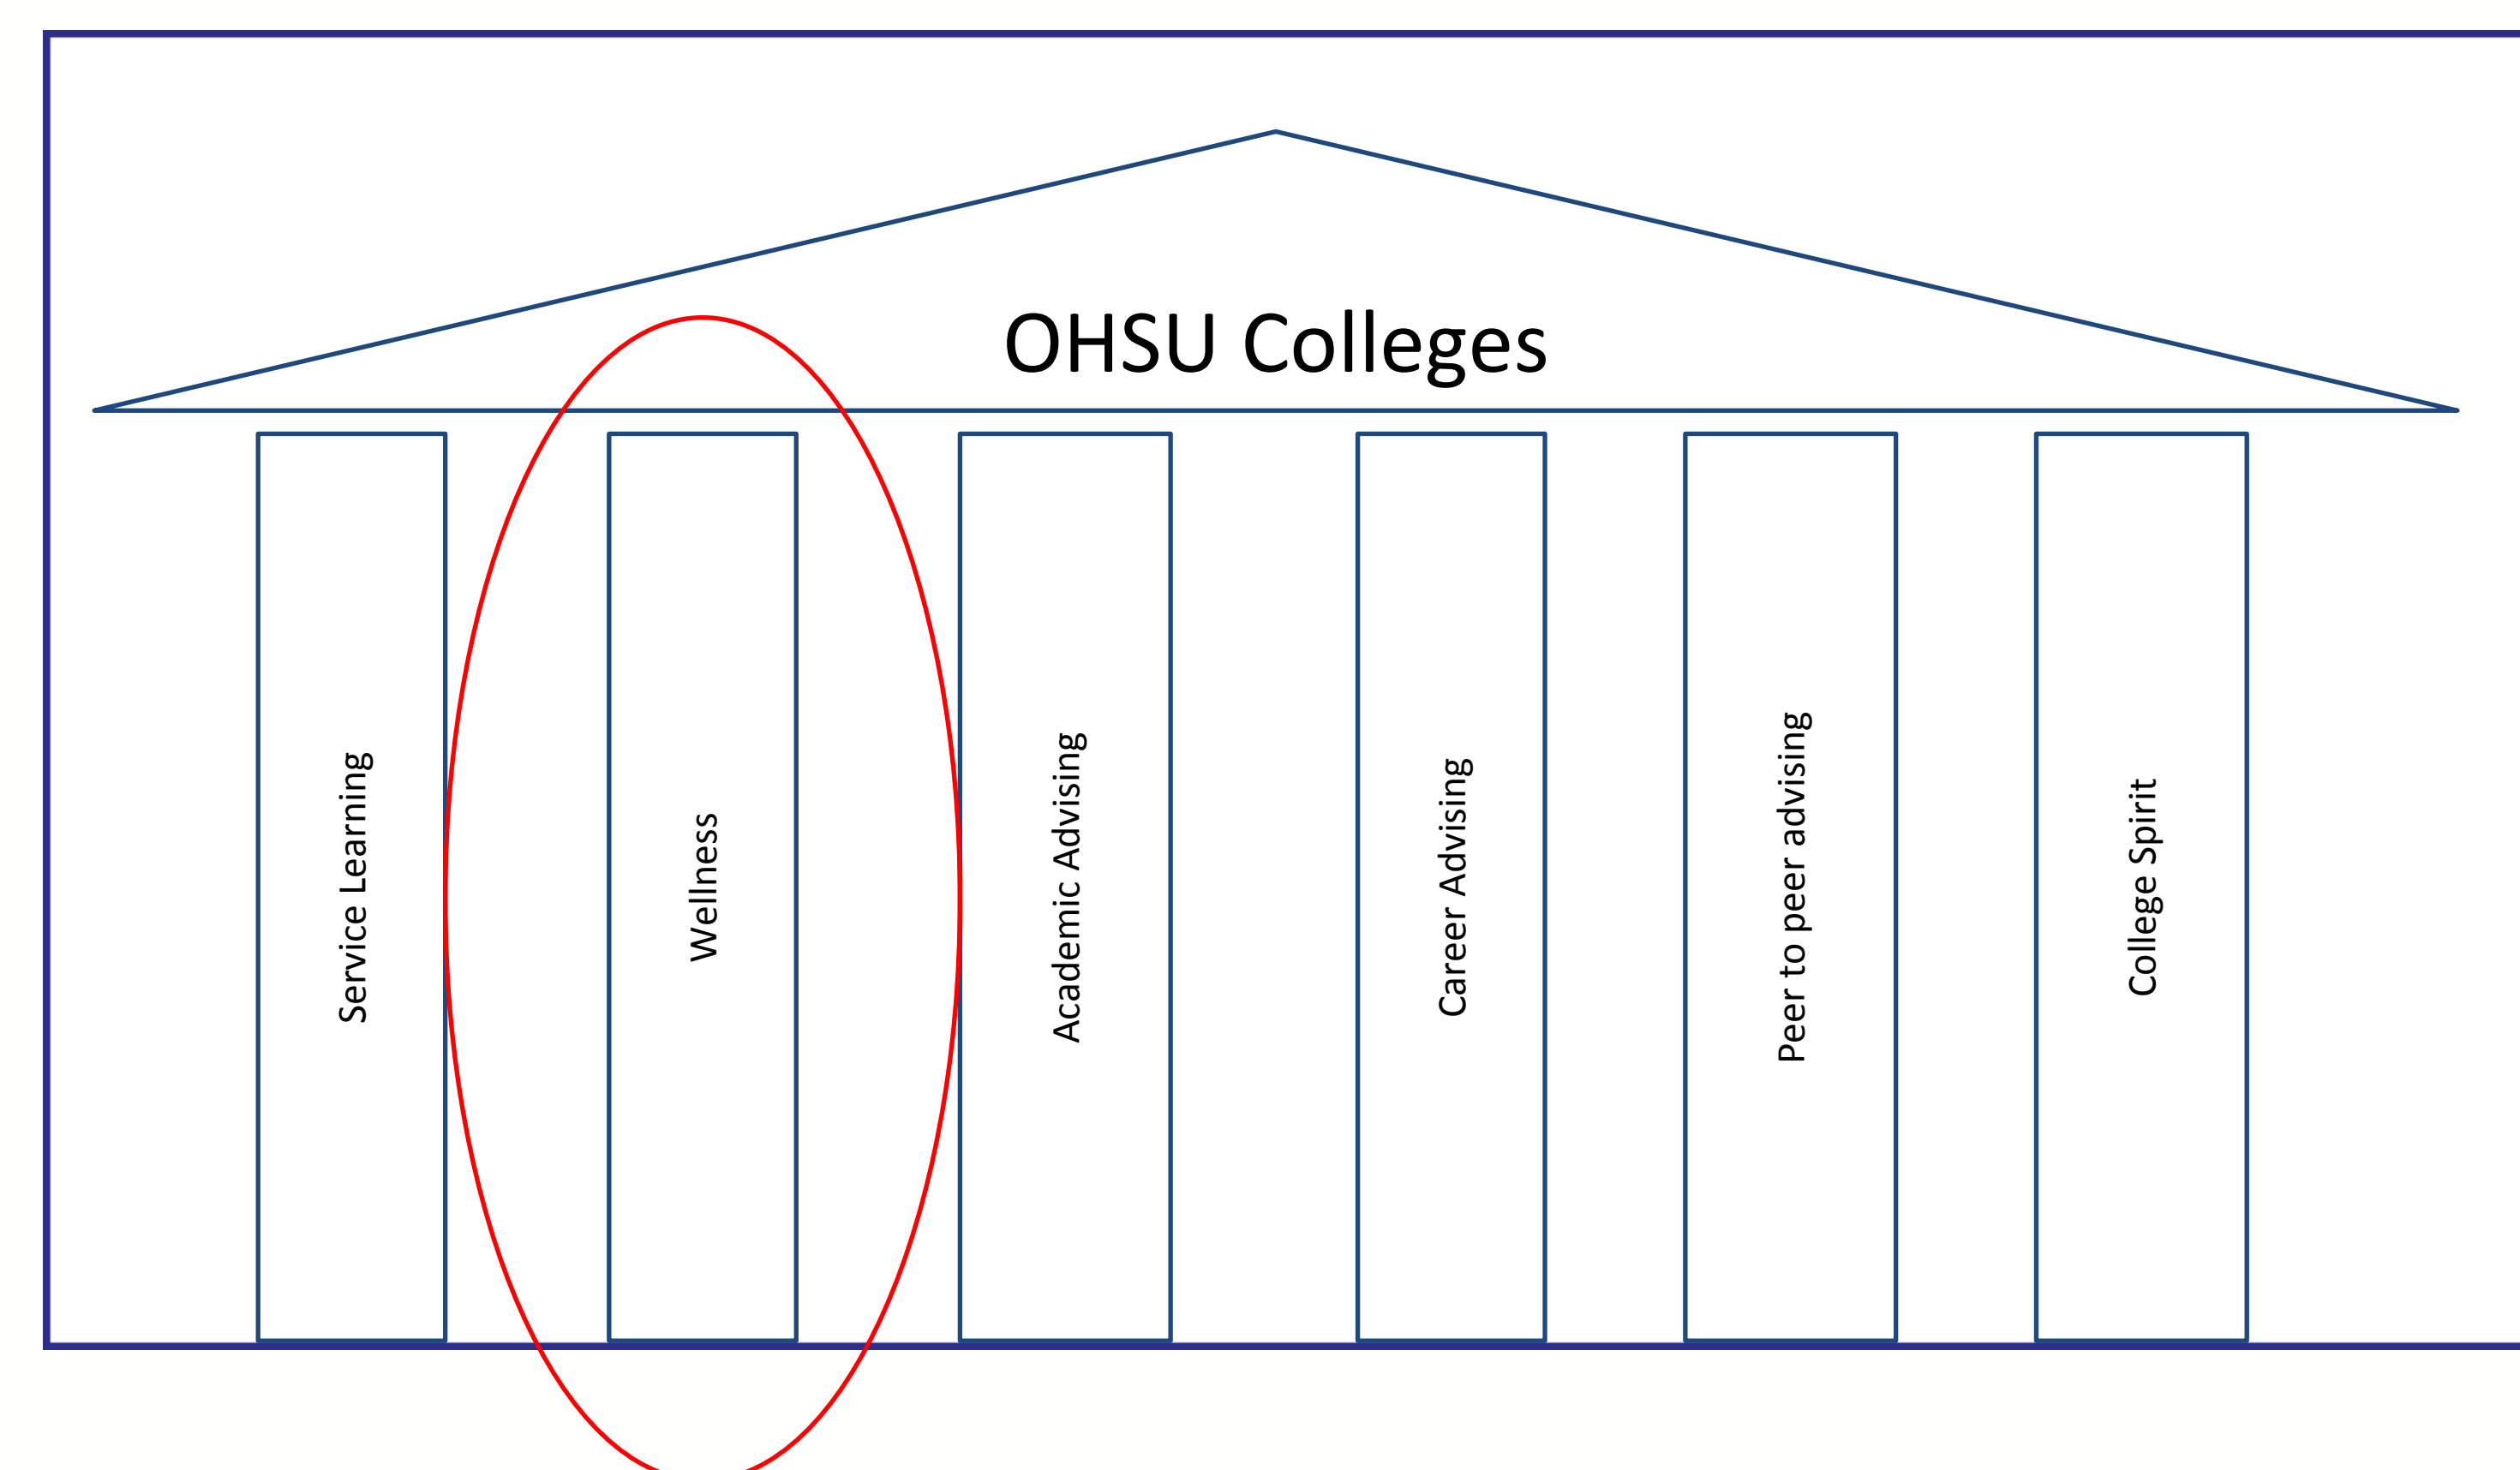 OHSU Colleges
Service Learning
Wellness
Academic Advising
Career Advising
Peer to peer advising
College Spirit